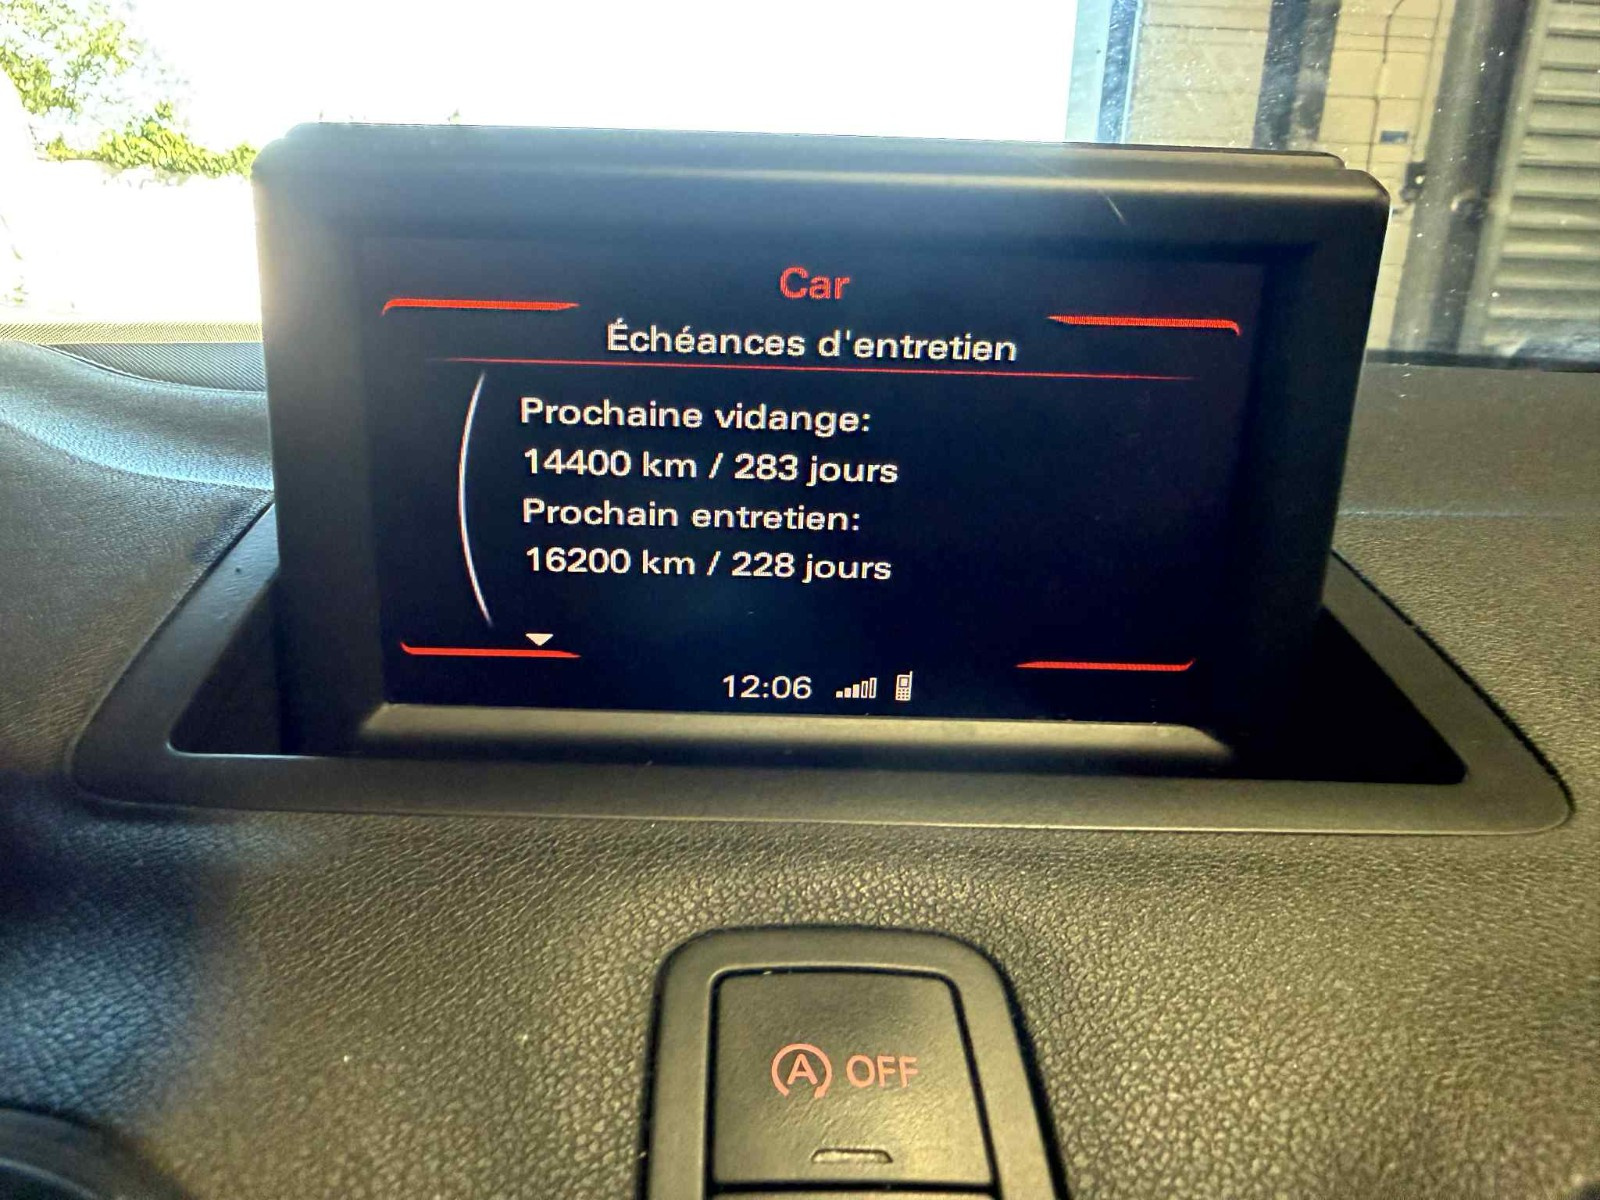 Car
Échéances d'entretien
Prochaine vidange:
14400 km / 283 jours
Prochain entretien:
16200 km / 228 jours
12:06
A OFF